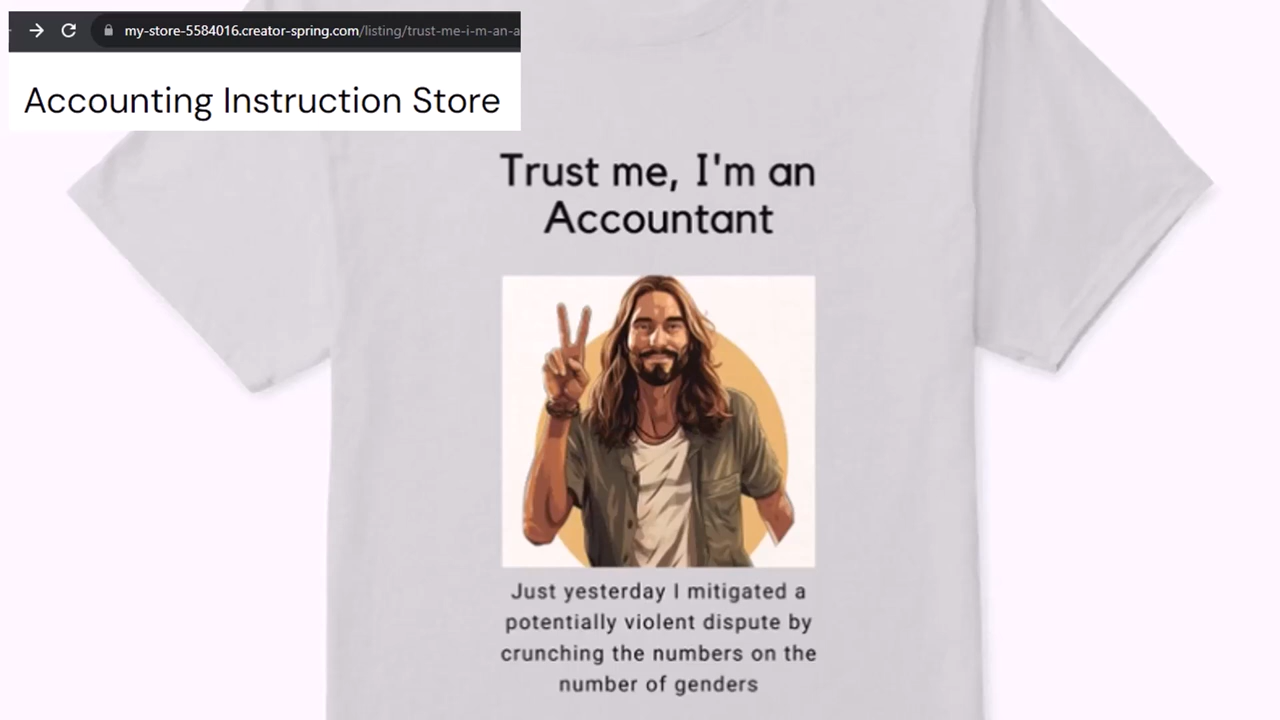 my-store-5584016.creator-spring.com/listing/trust-me-i-m-an-a
Accounting Instruction Store
Trust me, I'm an
Accountant
Just yesterday I mitigated a
potentially violent dispute by
crunching the numbers on the
number of genders